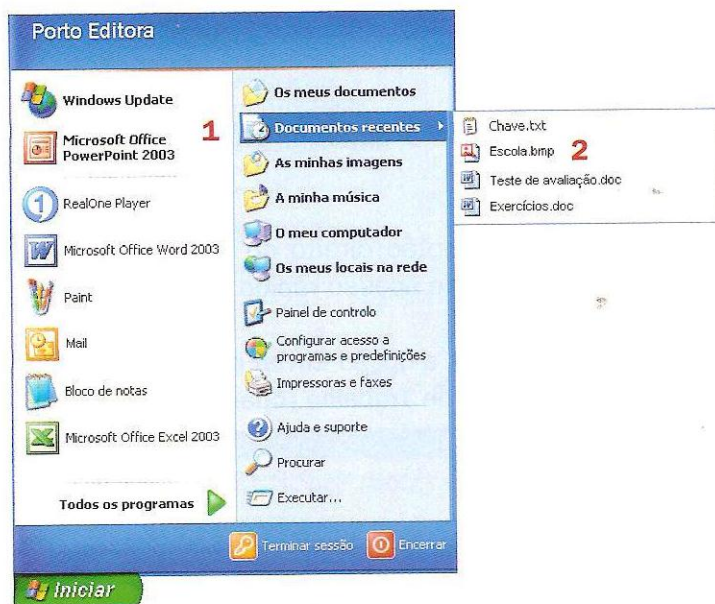 Porto Editora
Windows Update
Microsoft Office
PowerPoint 2003
1
RealOne Player
Microsoft Office Word 2003
Paint
Mail
Bloco de notas
Microsoft Office Excel 2003
Todos os programas
Os meus documentos
Documentos recentes
As minhas imagens
A minha música
O meu computador
Os meus locais na rede
Painel de controlo
Configurar acesso a
programas e predefinições
Impressoras e faxes
Ajuda e suporte
Procurar
Executar...
Chave.txt
Escola.bmp 2
Teste de avaliação.doc
Exercícios.doc
Terminar sessão Encerrar
Iniciar